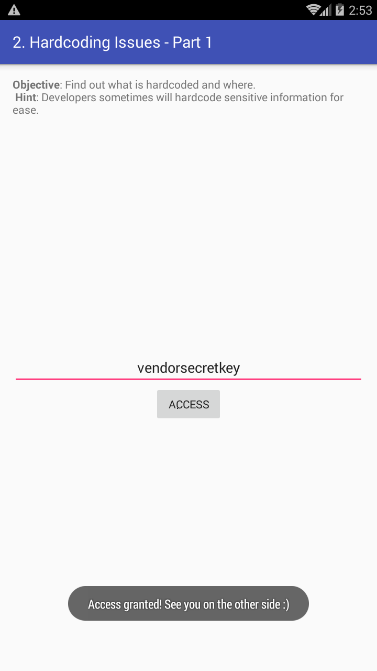 2:53
2. Hardcoding Issues - Part 1
Objective: Find out what is hardcoded and where.
Hint: Developers sometimes will hardcode sensitive information for
ease.
vendorsecretkey
ACCESS
Access granted! See you on the other side :)